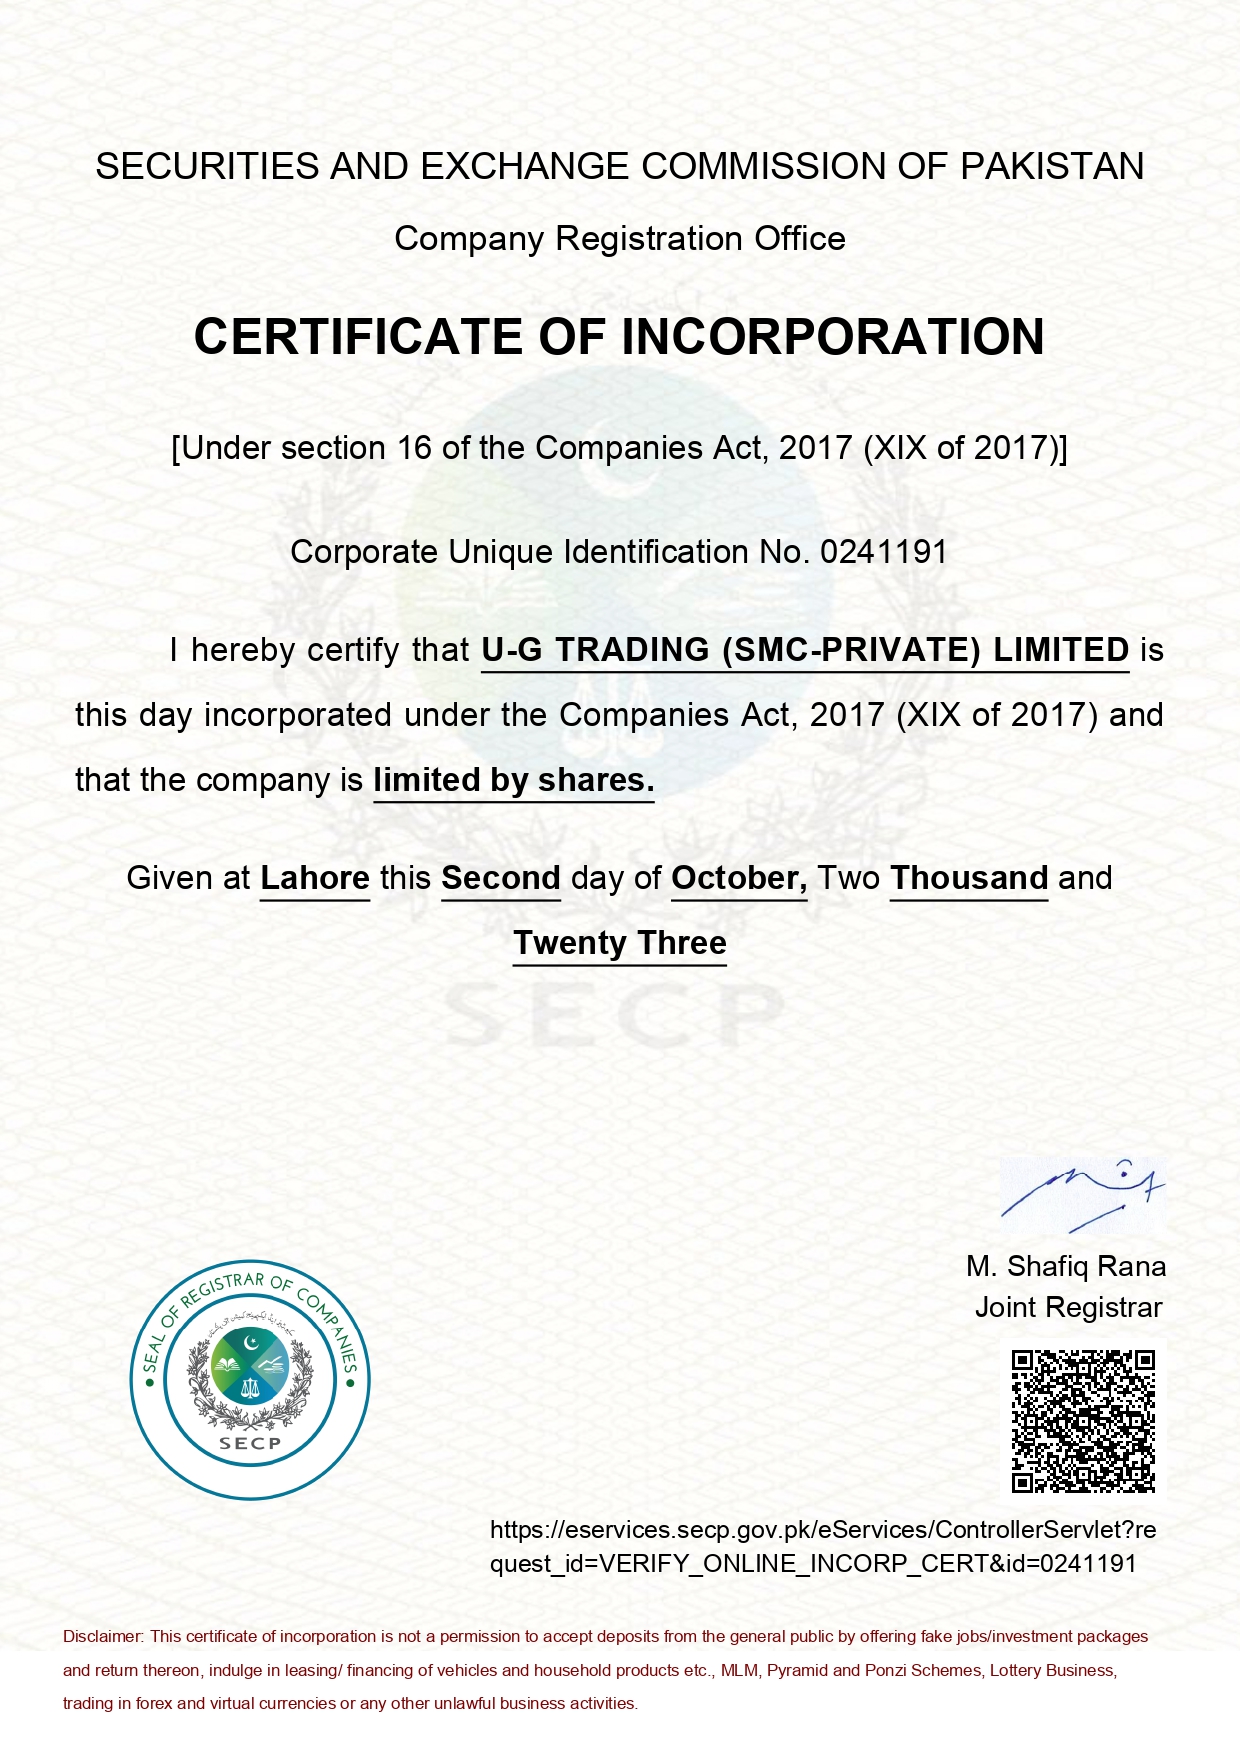 SECURITIES AND EXCHANGE COMMISSION OF PAKISTAN
Company Registration Office
CERTIFICATE OF INCORPORATION
[Under section 16 of the Companies Act, 2017 (XIX of 2017)]
Corporate Unique Identification No. 0241191
I hereby certify that U-G TRADING (SMC-PRIVATE) LIMITED is
this day incorporated under the Companies Act, 2017 (XIX of 2017) and
that the company is limited by shares.
Given at Lahore this Second day of October, Two Thousand and
Twenty Three
SECP
M. Shafiq Rana
Joint Registrar
SEAL OF REGISTRAR OF COMPANIES
SECP
https://eservices.secp.gov.pk/eServices/ControllerServlet?re
quest_id=VERIFY_ONLINE_INCORP_CERT&id=0241191
Disclaimer: This certificate of incorporation is not a permission to accept deposits from the general public by offering fake jobs/investment packages
and return thereon, indulge in leasing/ financing of vehicles and household products etc., MLM, Pyramid and Ponzi Schemes, Lottery Business,
trading in forex and virtual currencies or any other unlawful business activities.